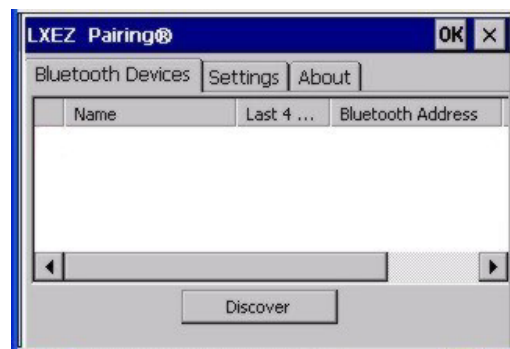 LXEZ Pairing® OK ×
Bluetooth Devices Settings About
Name Last 4 ... Bluetooth Address
Discover